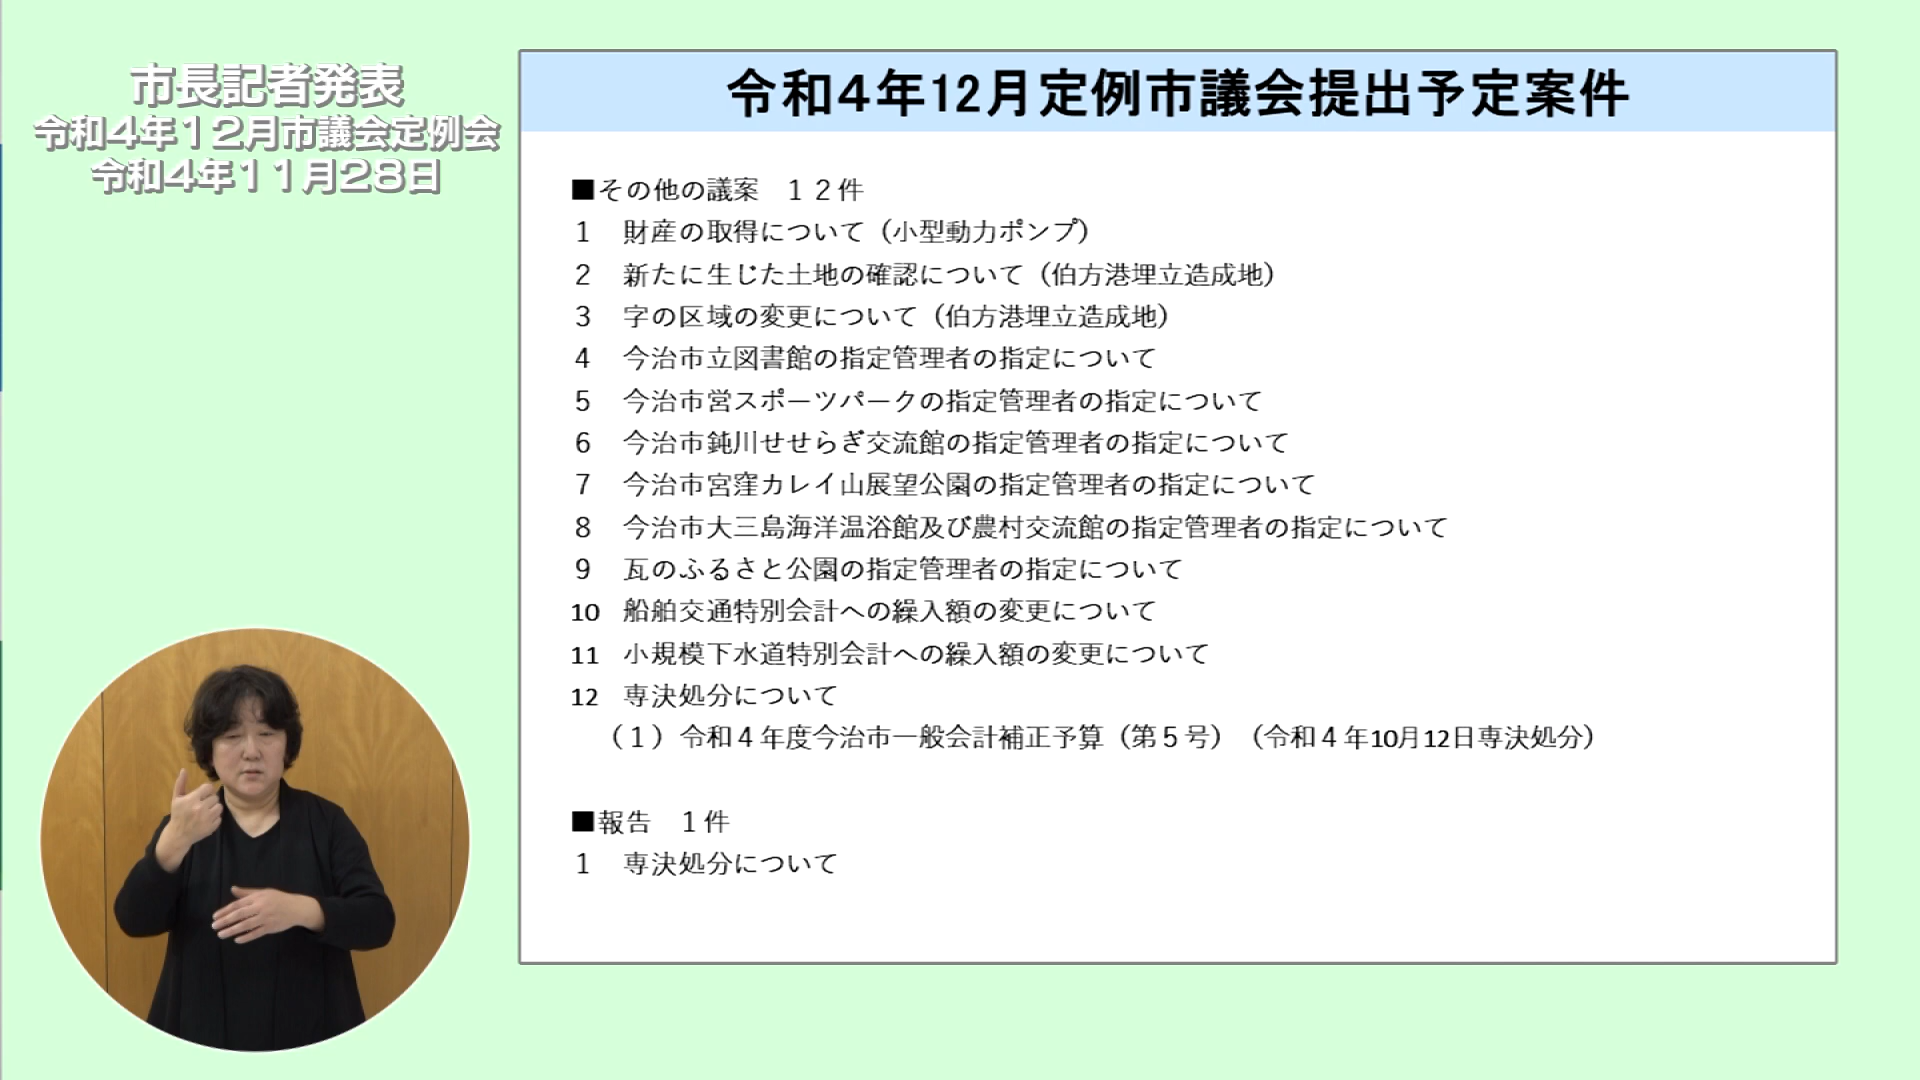 市長記者発表
令和4年12月市議会定例会
令和4年11月28日
令和4年12月定例市議会提出予定案件
■その他の議案　１２件
1　財産の取得について（小型動力ポンプ）
2　新たに生じた土地の確認について（伯方港埋立造成地）
3　字の区域の変更について（伯方港埋立造成地）
4　今治市立図書館の指定管理者の指定について
5　今治市営スポーツパークの指定管理者の指定について
6　今治市鈍川せせらぎ交流館の指定管理者の指定について
7　今治市宮窪カレイ山展望公園の指定管理者の指定について
8　今治市大三島海洋温浴館及び農村交流館の指定管理者の指定について
9　瓦のふるさと公園の指定管理者の指定について
10　船舶交通特別会計への繰入額の変更について
11　小規模下水道特別会計への繰入額の変更について
12　専決処分について
（１）令和４年度今治市一般会計補正予算（第５号）（令和４年10月12日専決処分）
■報告　１件
1　専決処分について